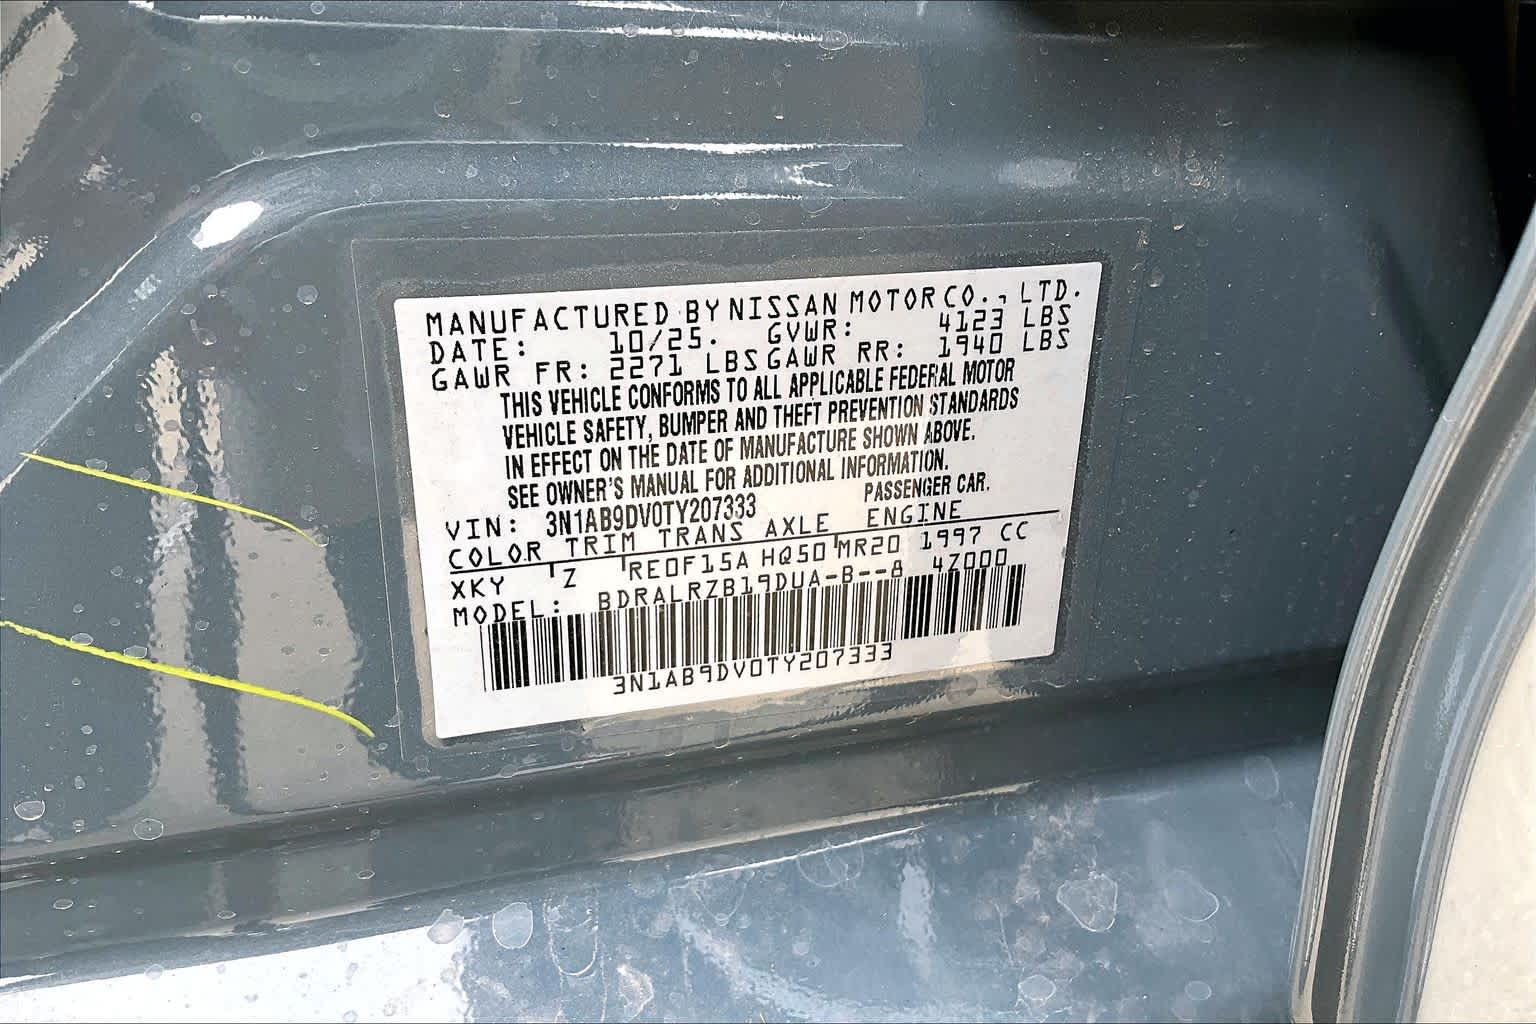 MANUFACTURED BY NISSAN MOTOR CO., LTD.
DATE: 10/25. GVWR: 4123 LBS
GAWR FR: 2271 LBS GAWR RR: 1940 LBS
THIS VEHICLE CONFORMS TO ALL APPLICABLE FEDERAL MOTOR
VEHICLE SAFETY, BUMPER AND THEFT PREVENTION STANDARDS
IN EFFECT ON THE DATE OF MANUFACTURE SHOWN ABOVE.
SEE OWNER'S MANUAL FOR ADDITIONAL INFORMATION.
VIN: 3N1AB9DV0TY207333 PASSENGER CAR.
COLOR TRIM TRANS AXLE ENGINE
XKY Z RE0F15A HQ50 MR20 1997 CC
MODEL: BDRALRZB19DUA-B--8 4Z000
3N1AB9DV0TY207333